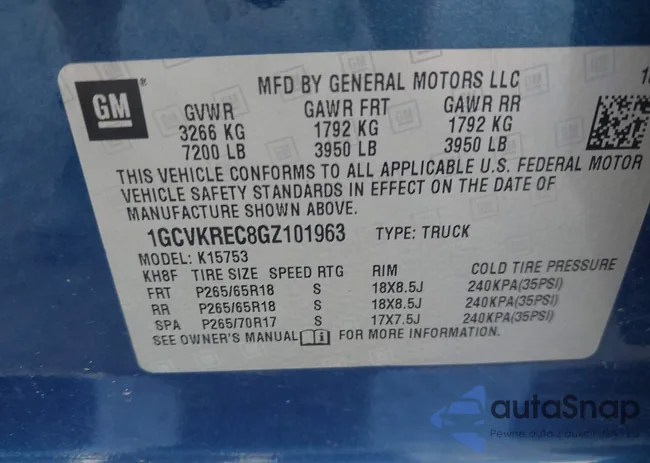 GM
MFD BY GENERAL MOTORS LLC
GVWR GAWR FRT GAWR RR
3266 KG 1792 KG 1792 KG
7200 LB 3950 LB 3950 LB
THIS VEHICLE CONFORMS TO ALL APPLICABLE U.S. FEDERAL MOTOR
VEHICLE SAFETY STANDARDS IN EFFECT ON THE DATE OF
MANUFACTURE SHOWN ABOVE.
1GCVKREC8GZ101963 TYPE: TRUCK
MODEL: K15753
KH8F TIRE SIZE SPEED RTG RIM COLD TIRE PRESSURE
FRT P265/65R18 S 18X8.5J 240KPA(35PSI)
RR P265/65R18 S 18X8.5J 240KPA(35PSI)
SPA P265/70R17 S 17X7.5J 240KPA(35PSI)
SEE OWNER'S MANUAL FOR MORE INFORMATION.
autaSnap
Pewne auta